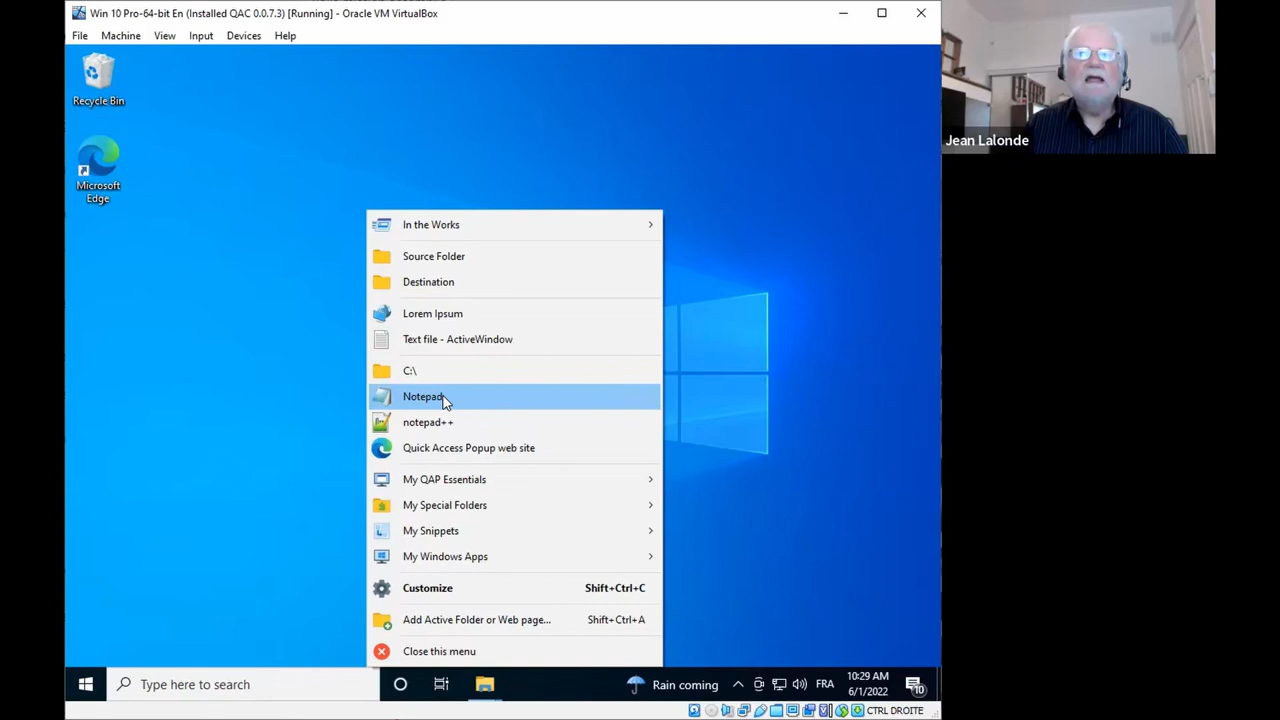 Win 10 Pro-64-bit En (Installed QAC 0.0.7.3) [Running] - Oracle VM VirtualBox
File Machine View Input Devices Help
Recycle Bin
Microsoft
Edge
Jean Lalonde
In the Works
Source Folder
Destination
Lorem Ipsum
Text file - ActiveWindow
C:\
Notepad
notepad++
Quick Access Popup web site
My QAP Essentials
My Special Folders
My Snippets
My Windows Apps
Customize Shift+Ctrl+C
Add Active Folder or Web page... Shift+Ctrl+A
Close this menu
Type here to search
Rain coming
FRA
10:29 AM
6/1/2022
10
CTRL DROITE